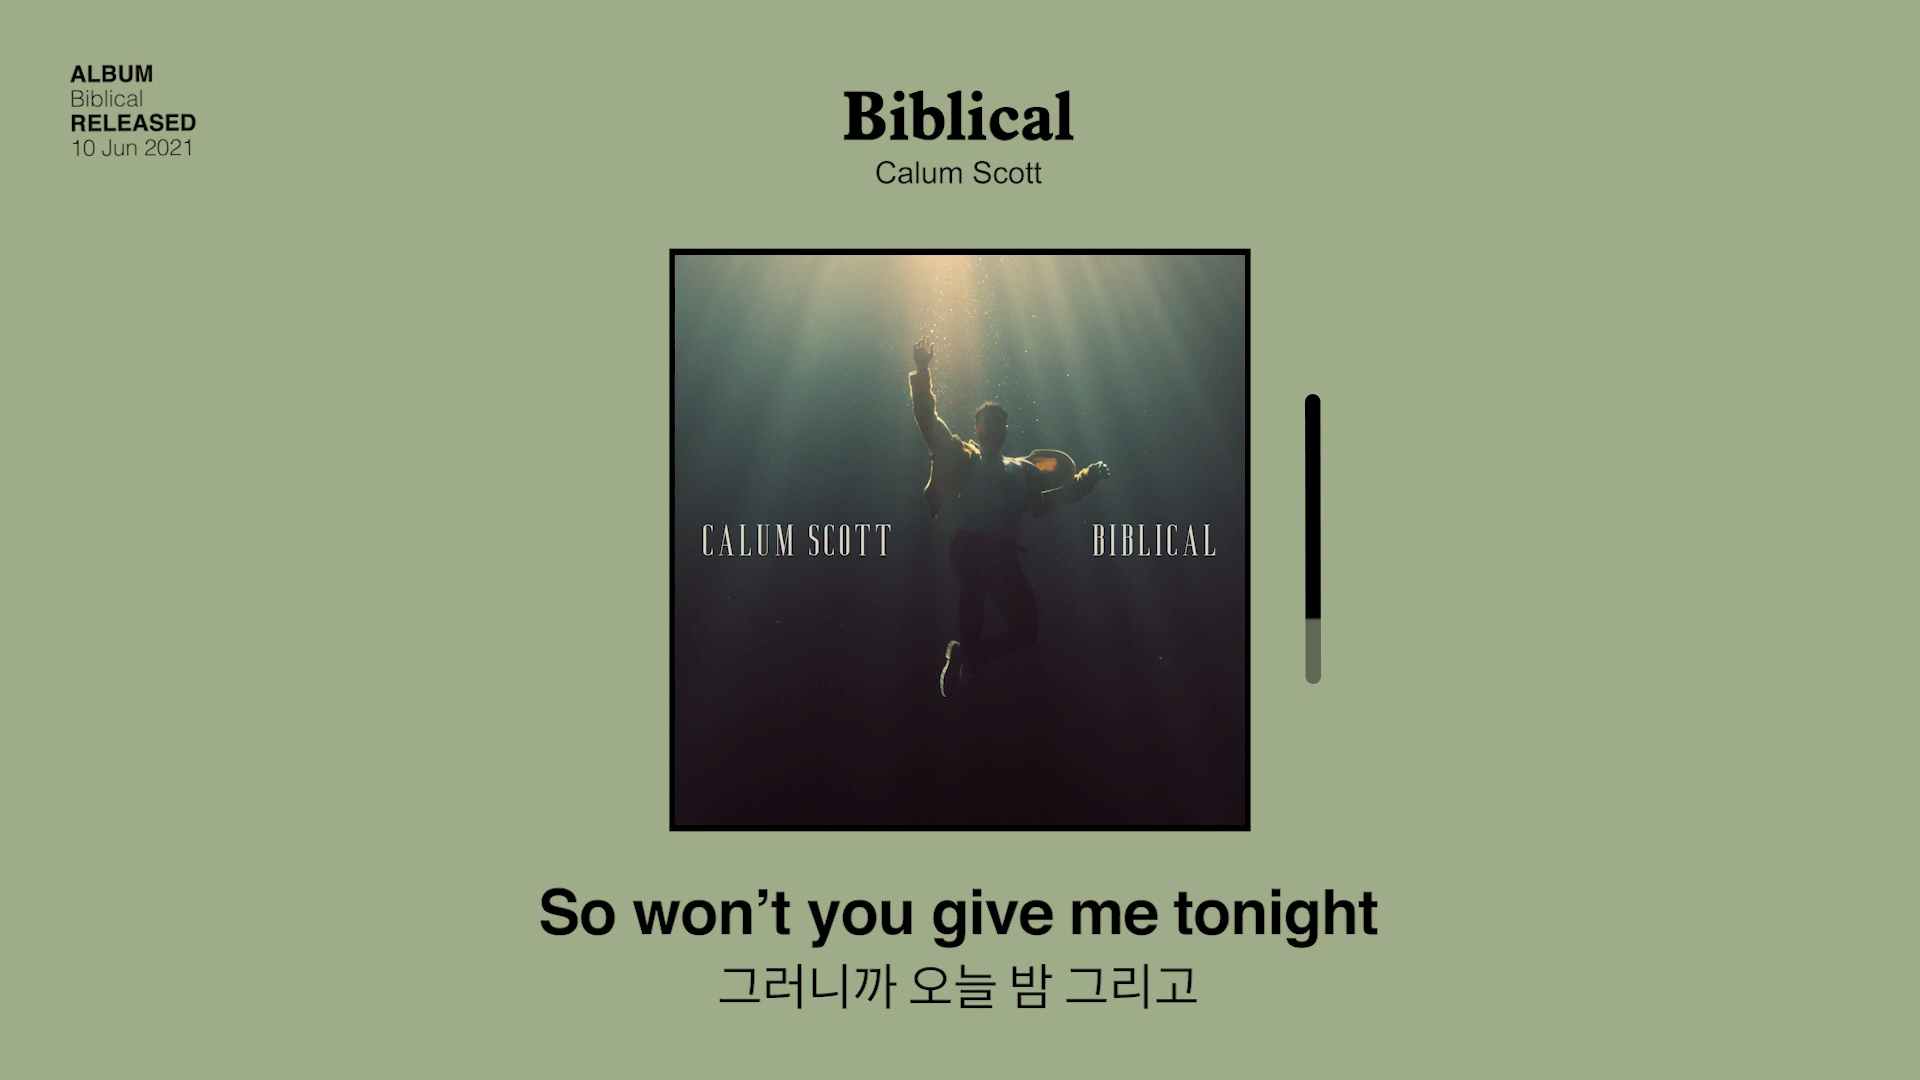 ALBUM
Biblical
RELEASED
10 Jun 2021
Biblical
Calum Scott
CALUM SCOTT
BIBLICAL
So won’t you give me tonight
그러니까 오늘 밤 그리고